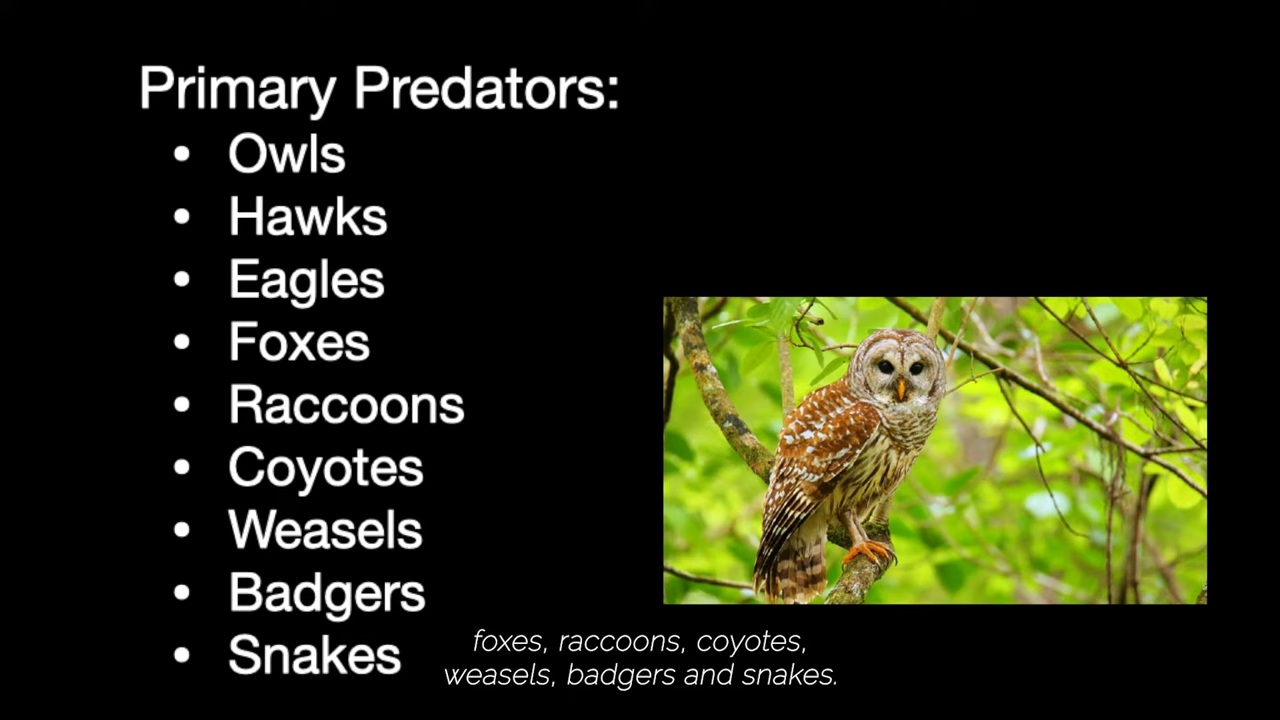 Primary Predators:
• Owls
• Hawks
• Eagles
• Foxes
• Raccoons
• Coyotes
• Weasels
• Badgers
• Snakes
foxes, raccoons, coyotes,
weasels, badgers and snakes.